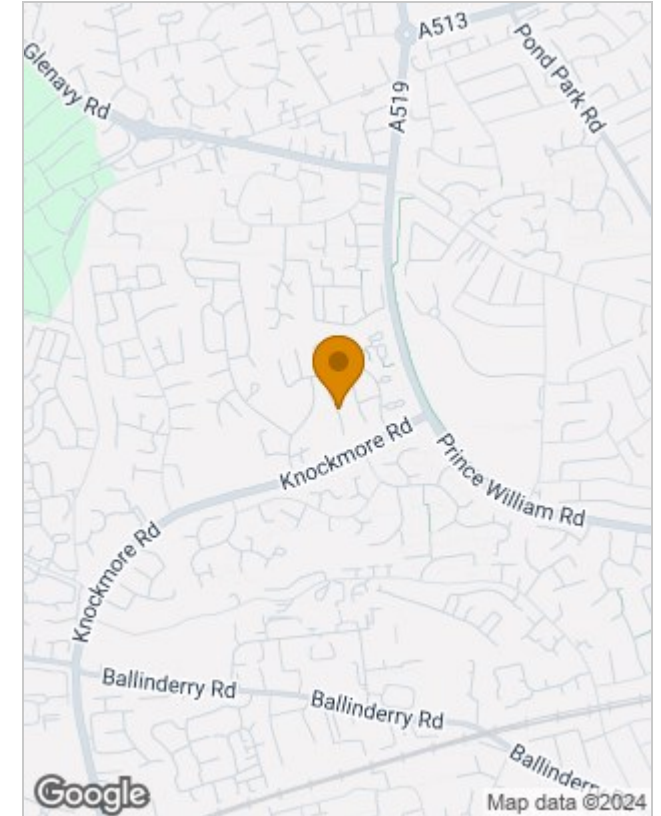 A513
Glenavy Rd
Pond Park Rd
A519
Knockmore Rd
Prince William Rd
Knockmore Rd
Ballinderry Rd
Ballinderry Rd
Ballinderry
Google
Map data ©2024